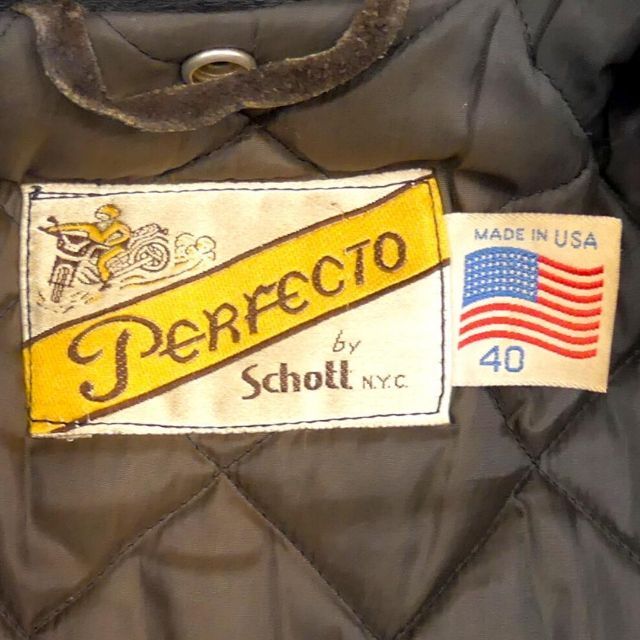 PERFECTO
by
Schott N.Y.C.
MADE IN USA
40